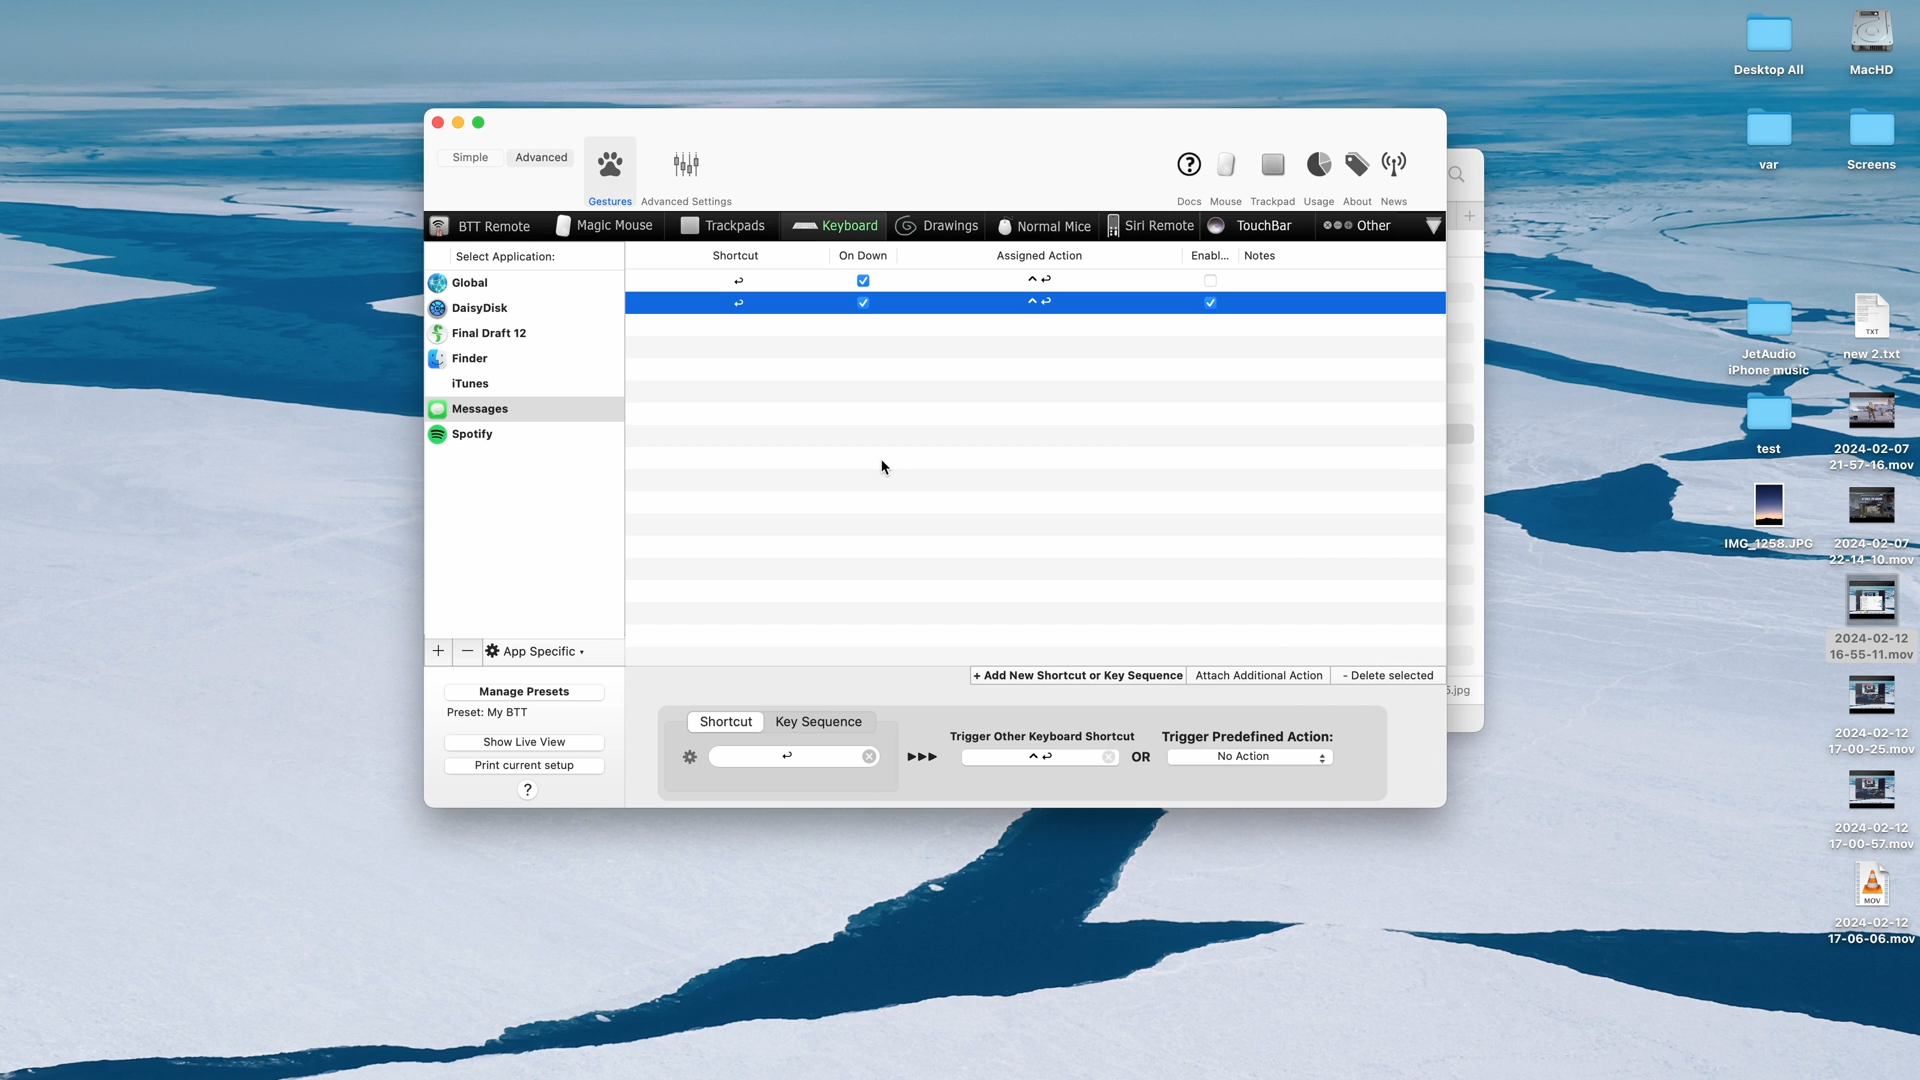 Simple
Advanced
Gestures
Advanced Settings
Docs
Mouse
Trackpad
Usage
About
News
BTT Remote
Magic Mouse
Trackpads
Keyboard
Drawings
Normal Mice
Siri Remote
TouchBar
Other
Select Application:
Shortcut
On Down
Assigned Action
Enabl...
Notes
Global
DaisyDisk
Final Draft 12
Finder
iTunes
Messages
Spotify
↩
^ ↩
↩
^ ↩
+
−
App Specific
+ Add New Shortcut or Key Sequence
Attach Additional Action
- Delete selected
Manage Presets
Preset: My BTT
Show Live View
Print current setup
?
Shortcut
Key Sequence
↩
Trigger Other Keyboard Shortcut
^ ↩
OR
Trigger Predefined Action:
No Action
.jpg
Desktop All
MacHD
var
Screens
JetAudio
iPhone music
TXT
new 2.txt
test
2024-02-07
21-57-16.mov
IMG_1258.JPG
2024-02-07
22-14-10.mov
2024-02-12
16-55-11.mov
2024-02-12
17-00-25.mov
2024-02-12
17-00-57.mov
MOV
2024-02-12
17-06-06.mov